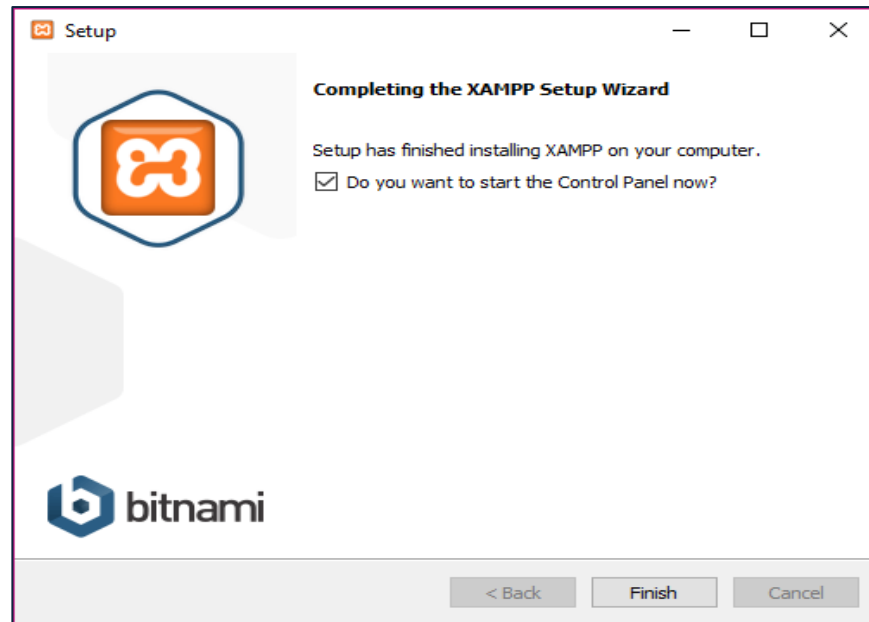 Setup
Completing the XAMPP Setup Wizard
Setup has finished installing XAMPP on your computer.
Do you want to start the Control Panel now?
bitnami
< Back
Finish
Cancel